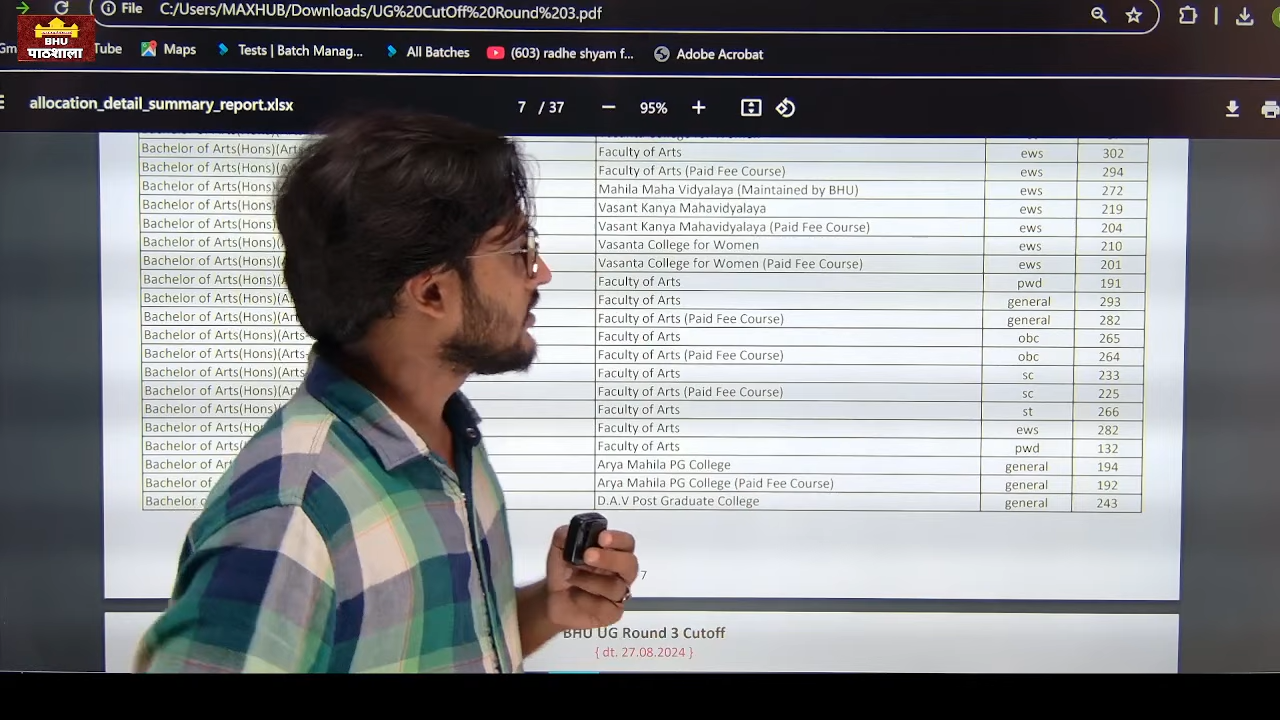 File C:/Users/MAXHUB/Downloads/UG%20CutOff%20Round%203.pdf
BHU
पाठशाला
Gm
Tube Maps Tests | Batch Manag... All Batches (603) radhe shyam f... Adobe Acrobat
allocation_detail_summary_report.xlsx 7 / 37 95%
Bachelor of Arts(Hons)( Faculty of Arts ews 302
Bachelor of Arts(Hons)( Faculty of Arts (Paid Fee Course) ews 294
Bachelor of Arts(Hons)( Mahila Maha Vidyalaya (Maintained by BHU) ews 272
Bachelor of Arts(Hons)( Vasant Kanya Mahavidyalaya ews 219
Bachelor of Arts(Hons)( Vasant Kanya Mahavidyalaya (Paid Fee Course) ews 204
Bachelor of Arts(Hons)( Vasanta College for Women ews 210
Bachelor of Arts(Hons)( Vasanta College for Women (Paid Fee Course) ews 201
Bachelor of Arts(Hons)( Faculty of Arts pwd 191
Bachelor of Arts(Hons)(A Faculty of Arts general 293
Bachelor of Arts(Hons)(Art Faculty of Arts (Paid Fee Course) general 282
Bachelor of Arts(Hons)(Arts- Faculty of Arts obc 265
Bachelor of Arts(Hons)(Arts- Faculty of Arts (Paid Fee Course) obc 264
Bachelor of Arts(Hons)(Arts Faculty of Arts sc 233
Bachelor of Arts(Hons)(Ar Faculty of Arts (Paid Fee Course) sc 225
Bachelor of Arts(Hons)( Faculty of Arts st 266
Bachelor of Arts(Ho Faculty of Arts ews 282
Bachelor of Arts( Faculty of Arts pwd 132
Bachelor of Art Arya Mahila PG College general 194
Bachelor of Arya Mahila PG College (Paid Fee Course) general 192
Bachelor D.A.V Post Graduate College general 243
7
BHU UG Round 3 Cutoff
{ dt. 27.08.2024 }